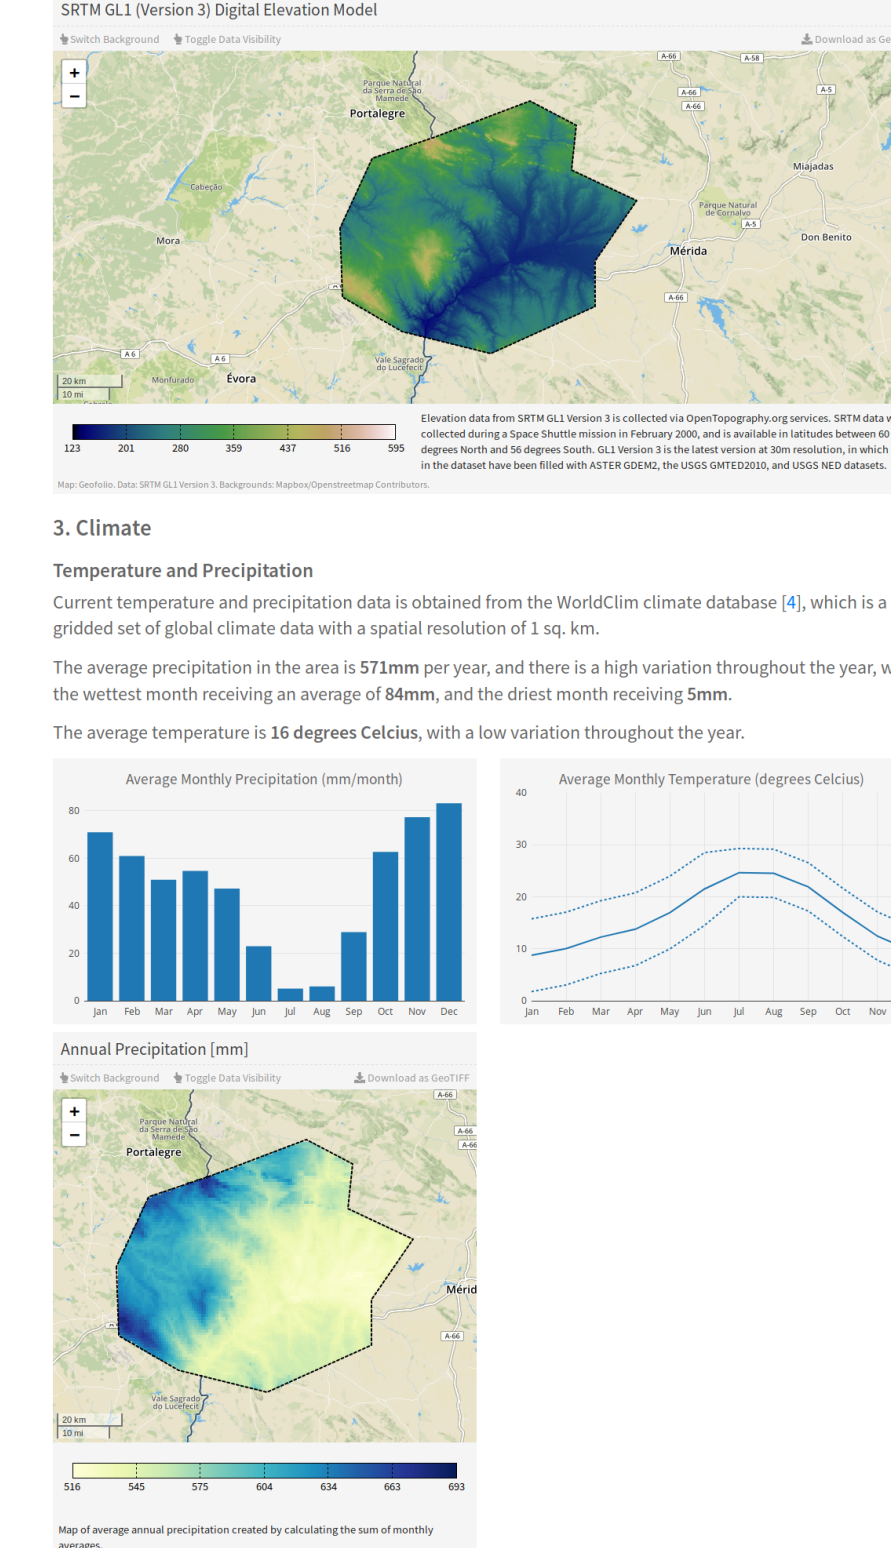 SRTM GL1 (Version 3) Digital Elevation Model
Switch Background Toggle Data Visibility Download as Ge
+
−
Parque Natural
da Serra de São
Mamede
Portalegre
A-66
A-58
A-66
A-66
A-5
Miajadas
Cabeção
Parque Natural
de Cornalvo
A-5
Mora
Don Benito
Mérida
A-66
A 6
A 6
Vale Sagrado
do Lucefecit
Monfurado
Évora
20 km
10 mi
123 201 280 359 437 516 595
Elevation data from SRTM GL1 Version 3 is collected via OpenTopography.org services. SRTM data w
collected during a Space Shuttle mission in February 2000, and is available in latitudes between 60
degrees North and 56 degrees South. GL1 Version 3 is the latest version at 30m resolution, in which
in the dataset have been filled with ASTER GDEM2, the USGS GMTED2010, and USGS NED datasets.
Map: Geofolio. Data: SRTM GL1 Version 3. Backgrounds: Mapbox/Openstreetmap Contributors.
3. Climate
Temperature and Precipitation
Current temperature and precipitation data is obtained from the WorldClim climate database [4], which is a
gridded set of global climate data with a spatial resolution of 1 sq. km.
The average precipitation in the area is 571mm per year, and there is a high variation throughout the year, w
the wettest month receiving an average of 84mm, and the driest month receiving 5mm.
The average temperature is 16 degrees Celcius, with a low variation throughout the year.
Average Monthly Precipitation (mm/month)
80
60
40
20
0
Jan Feb Mar Apr May Jun Jul Aug Sep Oct Nov Dec
Average Monthly Temperature (degrees Celcius)
40
30
20
10
0
Jan Feb Mar Apr May Jun Jul Aug Sep Oct Nov
Annual Precipitation [mm]
Switch Background Toggle Data Visibility Download as GeoTIFF
+
−
A-66
Parque Natural
da Serra de São
Mamede
Portalegre
A-66
A-66
Mérid
A-66
Vale Sagrado
do Lucefecit
20 km
10 mi
516 545 575 604 634 663 693
Map of average annual precipitation created by calculating the sum of monthly
averages.